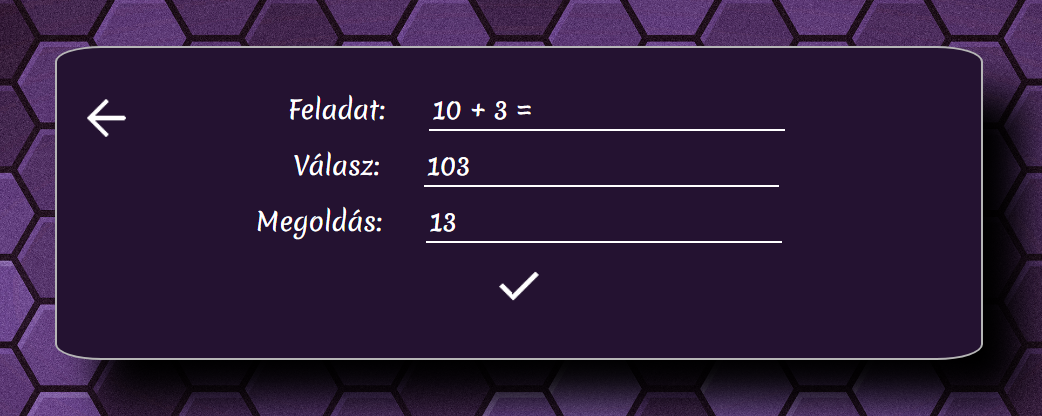 Feladat: 10 + 3 =
Válasz: 103
Megoldás: 13